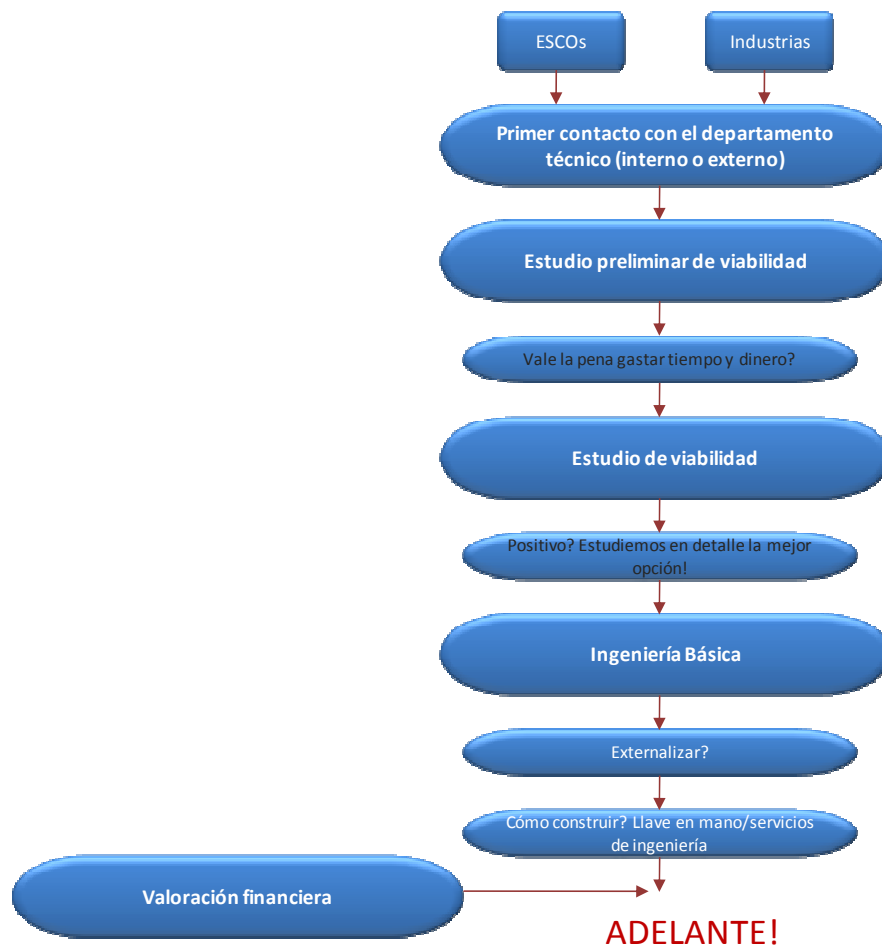 ESCOs
Industrias
Primer contacto con el departamento
técnico (interno o externo)
Estudio preliminar de viabilidad
Vale la pena gastar tiempo y dinero?
Estudio de viabilidad
Positivo? Estudiemos en detalle la mejor
opción!
Ingeniería Básica
Externalizar?
Cómo construir? Llave en mano/servicios
de ingeniería
Valoración financiera
ADELANTE!